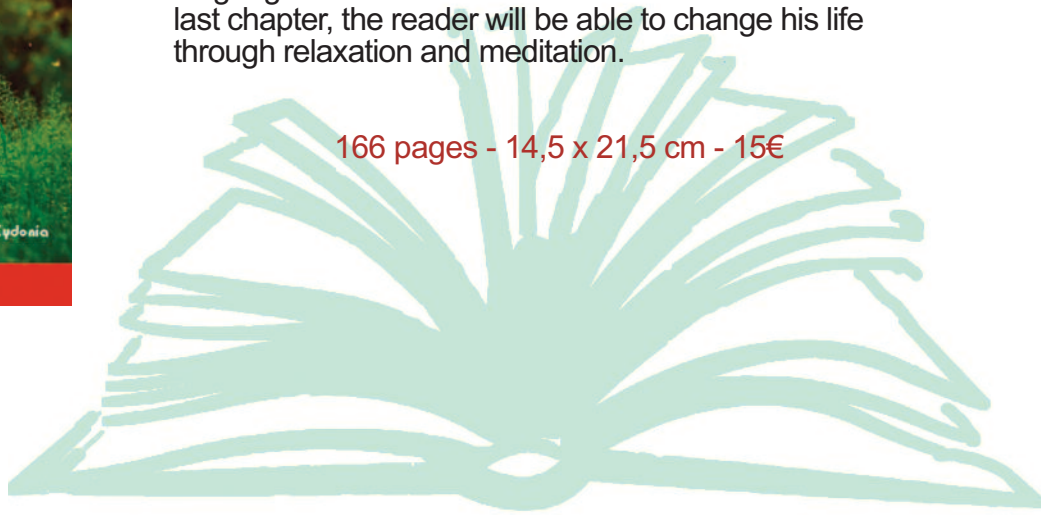 last chapter, the reader will be able to change his life
through relaxation and meditation.
166 pages - 14,5 x 21,5 cm - 15€
ydonia